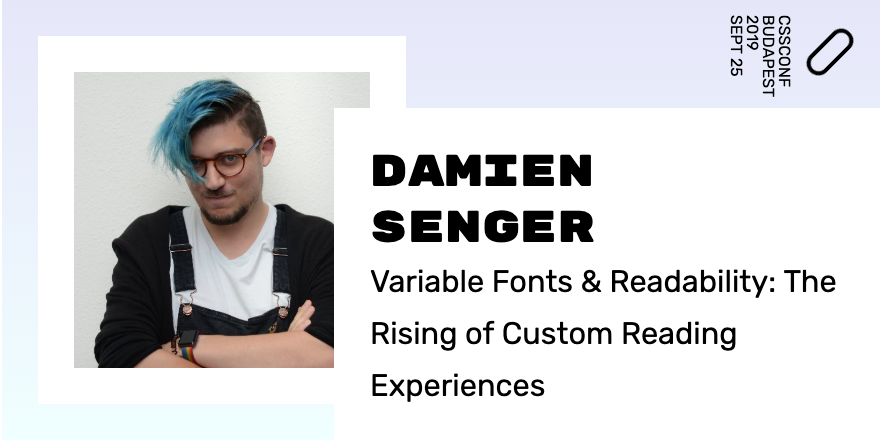 CSSCONF
BUDAPEST
2019
SEPT 25
DAMIEN
SENGER
Variable Fonts & Readability: The
Rising of Custom Reading
Experiences